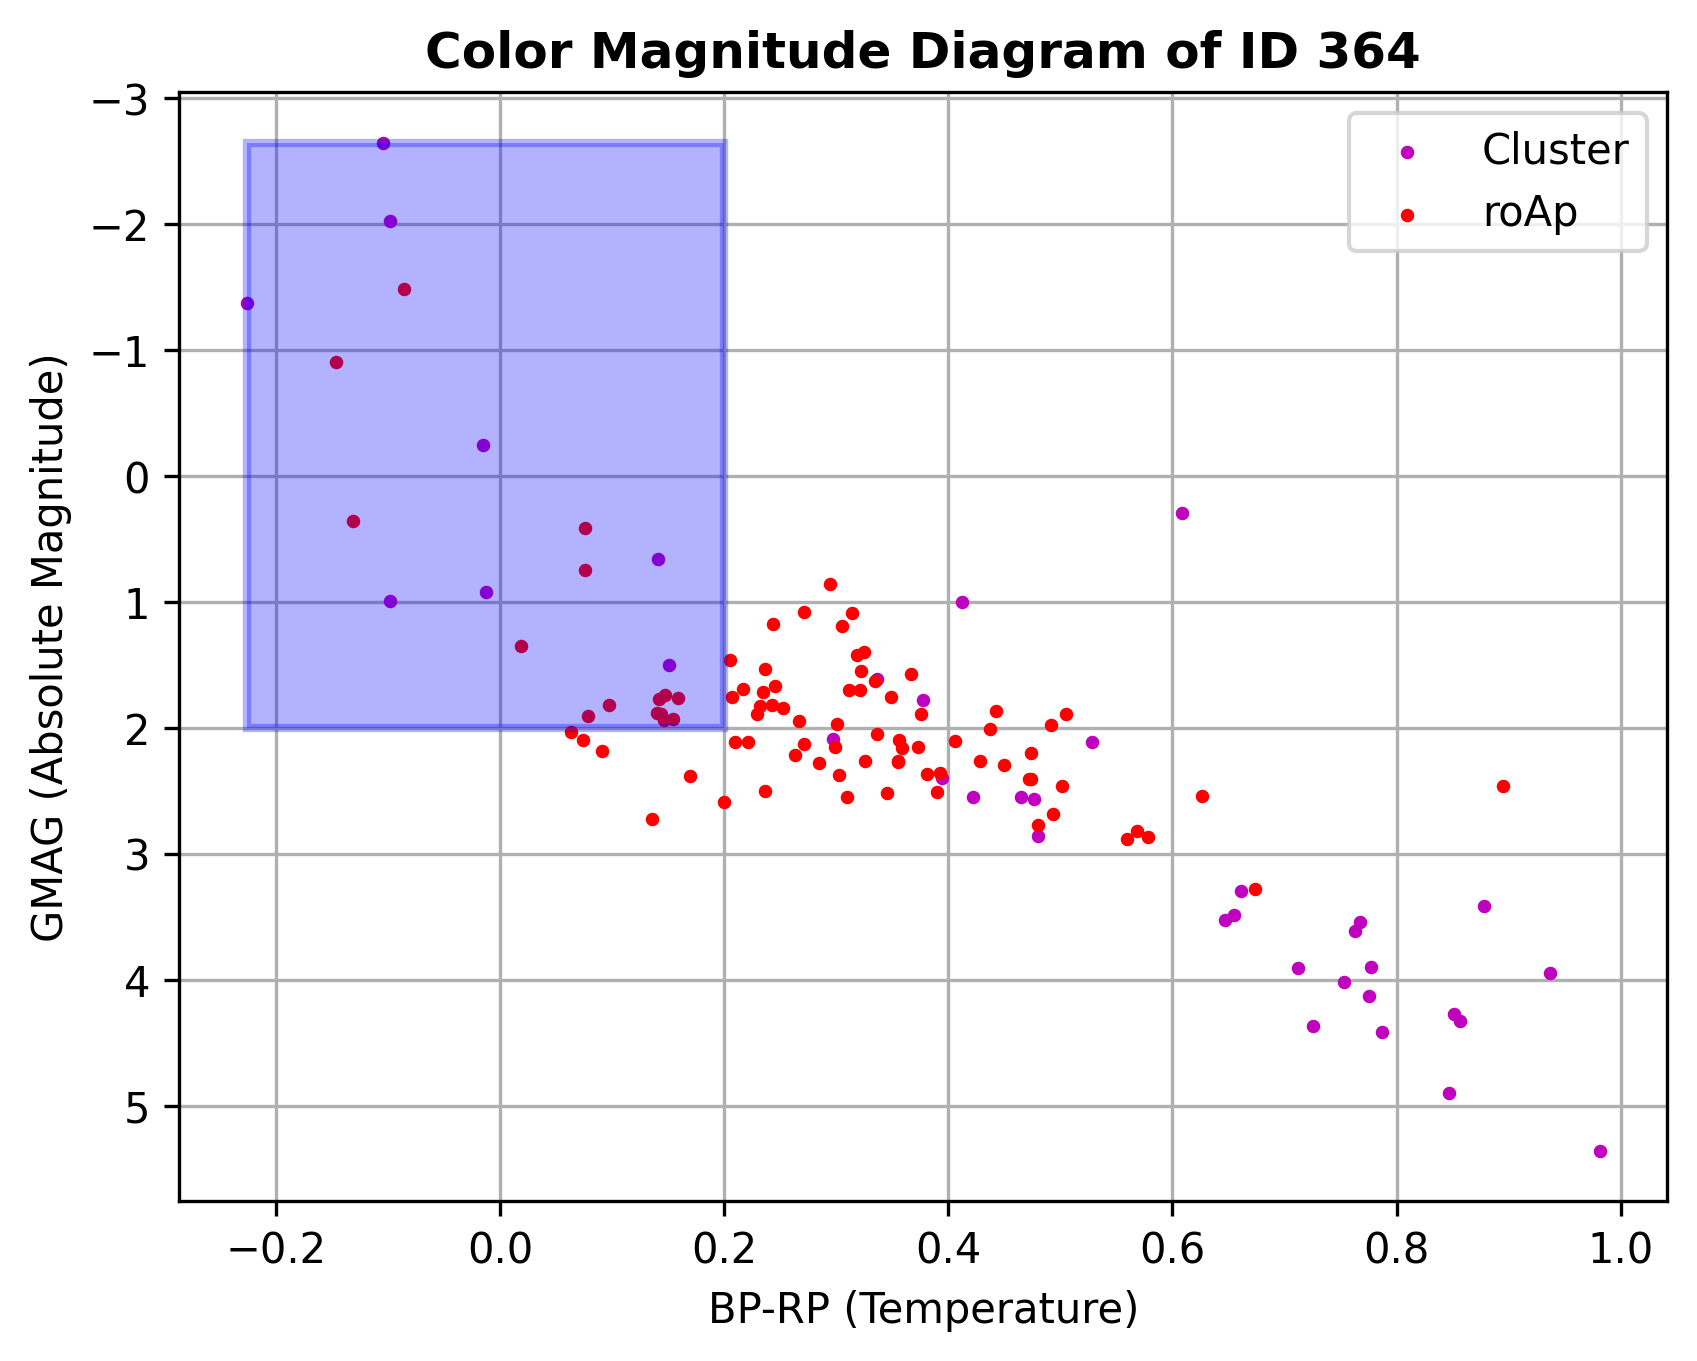 Color Magnitude Diagram of ID 364
Cluster
roAp
GMAG (Absolute Magnitude)
−3
−2
−1
0
1
2
3
4
5
−0.2 0.0 0.2 0.4 0.6 0.8 1.0
BP-RP (Temperature)